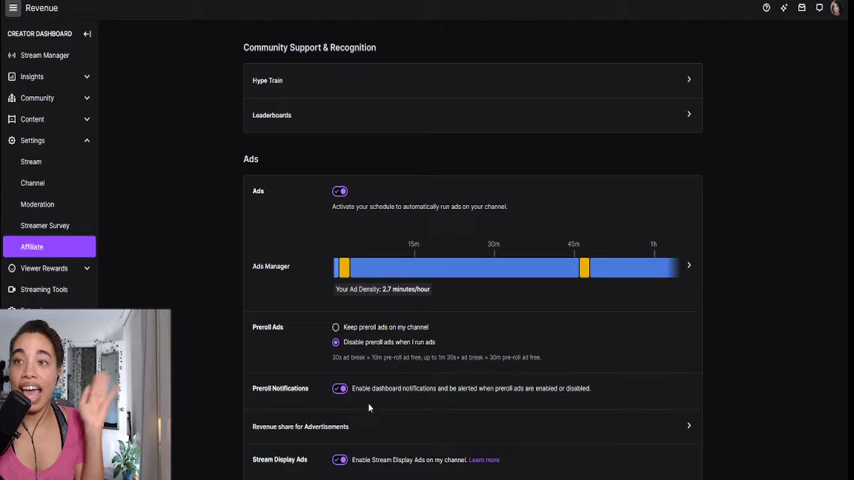 Revenue
CREATOR DASHBOARD
Stream Manager
Insights
Community
Content
Settings
Stream
Channel
Moderation
Streamer Survey
Affiliate
Viewer Rewards
Streaming Tools
Community Support & Recognition
Hype Train
Leaderboards
Ads
Ads
Activate your schedule to automatically run ads on your channel.
15m 30m 45m 1h
Ads Manager
Your Ad Density: 2.7 minutes/hour
Preroll Ads
Keep preroll ads on my channel
Disable preroll ads when I run ads
30s ad break = 10m pre-roll ad free, up to 1m 30s+ ad break = 30m pre-roll ad free.
Preroll Notifications
Enable dashboard notifications and be alerted when preroll ads are enabled or disabled.
Revenue share for Advertisements
Stream Display Ads
Enable Stream Display Ads on my channel. Learn more